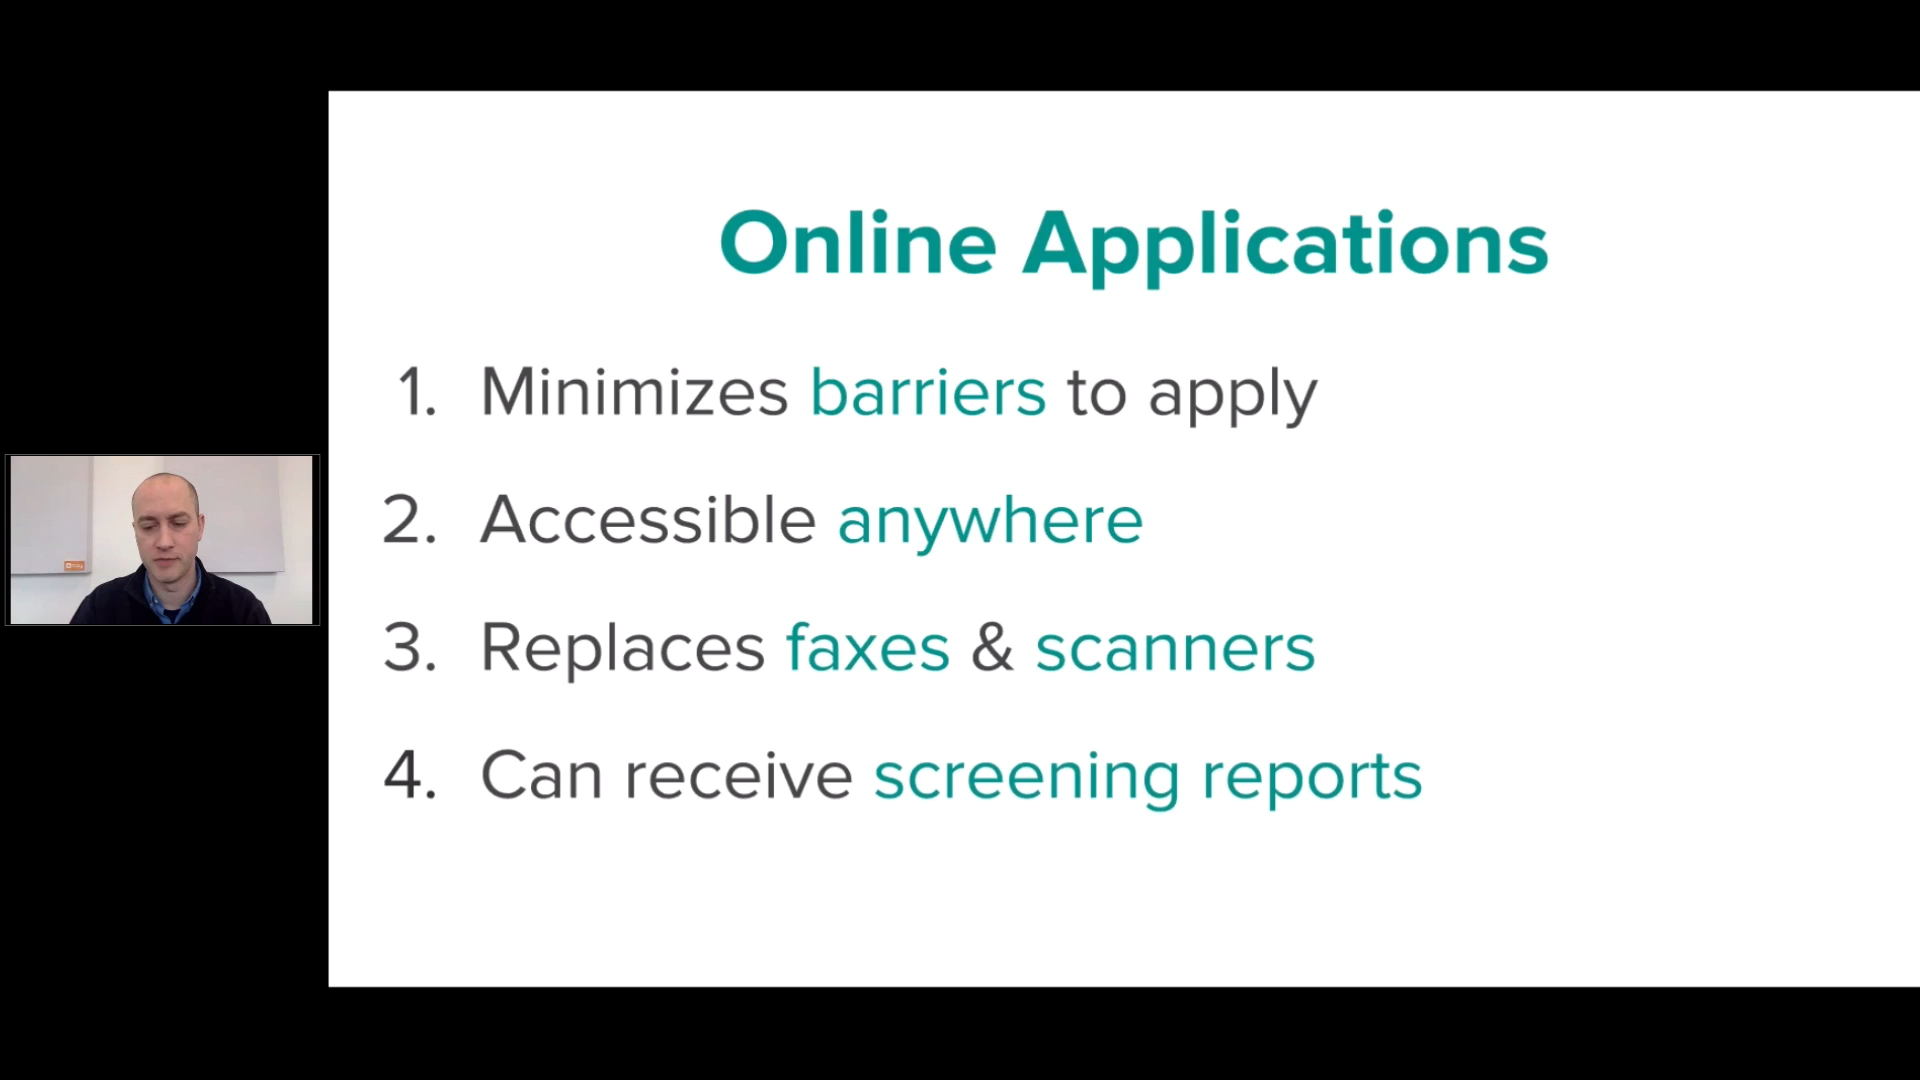 Online Applications
1. Minimizes barriers to apply
2. Accessible anywhere
3. Replaces faxes & scanners
4. Can receive screening reports